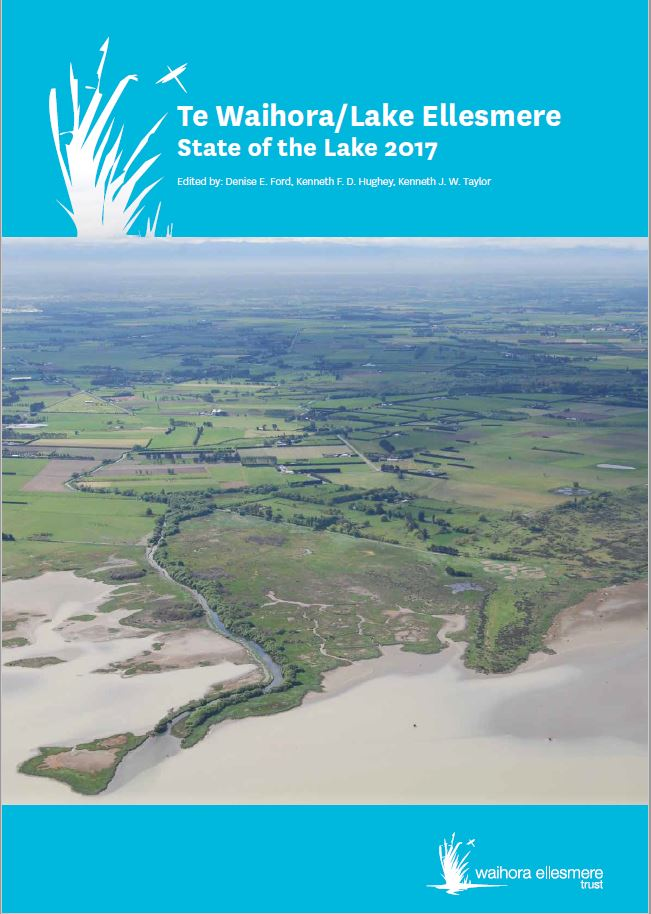 Te Waihora/Lake Ellesmere
State of the Lake 2017
Edited by: Denise E. Ford, Kenneth F. D. Hughey, Kenneth J. W. Taylor
waihora ellesmere
trust